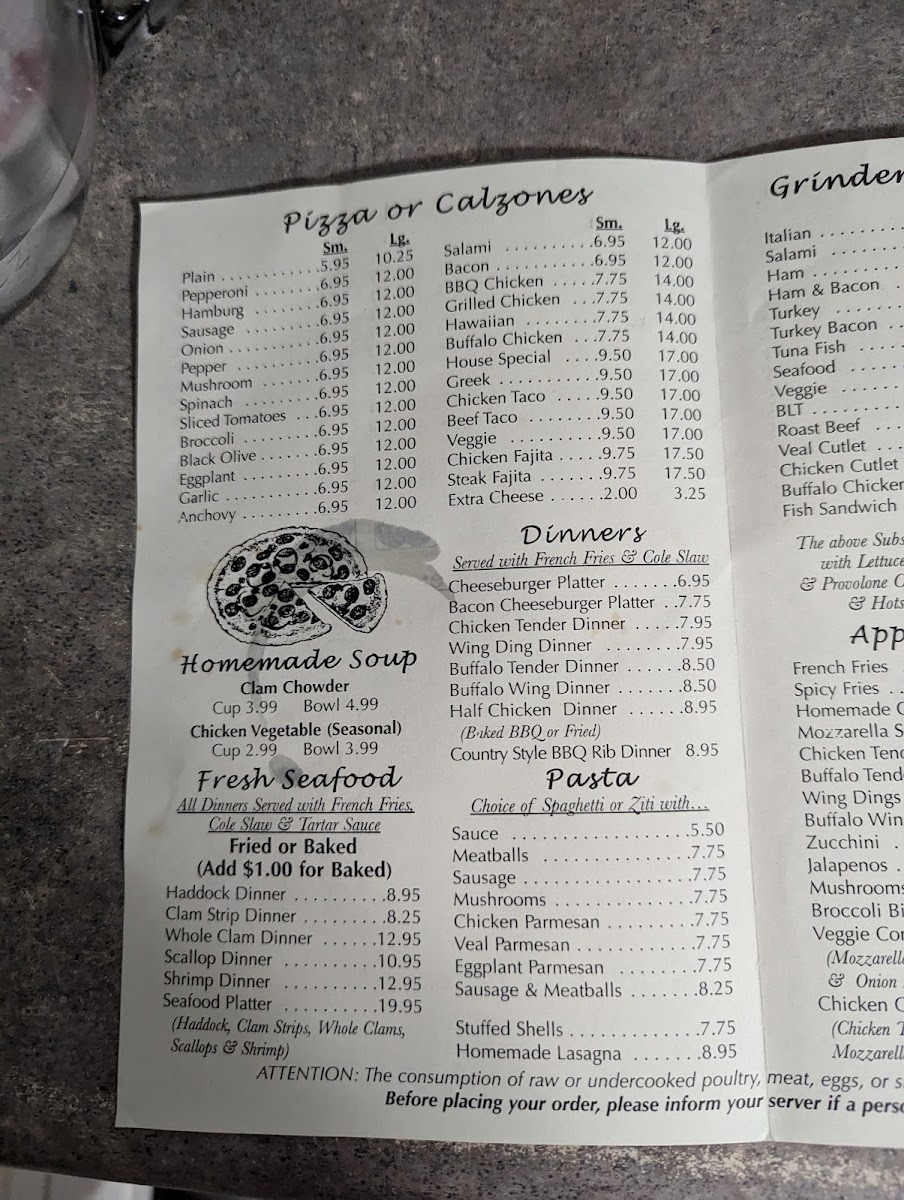 Pizza or Calzones
Sm. Lg.
Plain . . . . . . . . . . . .5.95 10.25
Pepperoni . . . . . . . .6.95 12.00
Hamburg . . . . . . . . .6.95 12.00
Sausage . . . . . . . . . .6.95 12.00
Onion . . . . . . . . . . .6.95 12.00
Pepper . . . . . . . . . . .6.95 12.00
Mushroom . . . . . . . .6.95 12.00
Spinach . . . . . . . . . .6.95 12.00
Sliced Tomatoes . . .6.95 12.00
Broccoli . . . . . . . . . .6.95 12.00
Black Olive . . . . . . . .6.95 12.00
Eggplant . . . . . . . . . .6.95 12.00
Garlic . . . . . . . . . . . .6.95 12.00
Anchovy . . . . . . . . . .6.95 12.00
Sm. Lg.
Salami . . . . . . . . . .6.95 12.00
Bacon . . . . . . . . . . .6.95 12.00
BBQ Chicken . . . . .7.75 14.00
Grilled Chicken . . .7.75 14.00
Hawaiian . . . . . . . .7.75 14.00
Buffalo Chicken . . .7.75 14.00
House Special . . . .9.50 17.00
Greek . . . . . . . . . . .9.50 17.00
Chicken Taco . . . . .9.50 17.00
Beef Taco . . . . . . . .9.50 17.00
Veggie . . . . . . . . . .9.50 17.00
Chicken Fajita . . . . .9.75 17.50
Steak Fajita . . . . . . .9.75 17.50
Extra Cheese . . . . . .2.00 3.25
Homemade Soup
Clam Chowder
Cup 3.99 Bowl 4.99
Chicken Vegetable (Seasonal)
Cup 2.99 Bowl 3.99
Fresh Seafood
All Dinners Served with French Fries,
Cole Slaw & Tartar Sauce
Fried or Baked
(Add $1.00 for Baked)
Haddock Dinner . . . . . . . . . .8.95
Clam Strip Dinner . . . . . . . . .8.25
Whole Clam Dinner . . . . . .12.95
Scallop Dinner . . . . . . . . . .10.95
Shrimp Dinner . . . . . . . . . .12.95
Seafood Platter . . . . . . . . . .19.95
(Haddock, Clam Strips, Whole Clams,
Scallops & Shrimp)
Dinners
Served with French Fries & Cole Slaw
Cheeseburger Platter . . . . . . .6.95
Bacon Cheeseburger Platter . .7.75
Chicken Tender Dinner . . . . .7.95
Wing Ding Dinner . . . . . . . .7.95
Buffalo Tender Dinner . . . . . .8.50
Buffalo Wing Dinner . . . . . . .8.50
Half Chicken Dinner . . . . . .8.95
(Baked BBQ or Fried)
Country Style BBQ Rib Dinner 8.95
Pasta
Choice of Spaghetti or Ziti with...
Sauce . . . . . . . . . . . . . . . . . .5.50
Meatballs . . . . . . . . . . . . . . .7.75
Sausage . . . . . . . . . . . . . . . . .7.75
Mushrooms . . . . . . . . . . . . . .7.75
Chicken Parmesan . . . . . . . . .7.75
Veal Parmesan . . . . . . . . . . . .7.75
Eggplant Parmesan . . . . . . . .7.75
Sausage & Meatballs . . . . . . .8.25
Stuffed Shells . . . . . . . . . . . . .7.75
Homemade Lasagna . . . . . . .8.95
Grinder
Italian . . . . . . . . .
Salami . . . . . . . .
Ham . . . . . . . . .
Ham & Bacon .
Turkey . . . . . . .
Turkey Bacon . .
Tuna Fish . . . . .
Seafood . . . . . .
Veggie . . . . . .
BLT . . . . . . . . .
Roast Beef . . .
Veal Cutlet . . .
Chicken Cutlet
Buffalo Chicken
Fish Sandwich
The above Subs
with Lettuce
& Provolone C
& Hots
App
French Fries
Spicy Fries . .
Homemade C
Mozzarella S
Chicken Tend
Buffalo Tend
Wing Dings
Buffalo Win
Zucchini .
Jalapenos .
Mushrooms
Broccoli Bi
Veggie Com
(Mozzarella
& Onion
Chicken C
(Chicken T
Mozzarell
ATTENTION: The consumption of raw or undercooked poultry, meat, eggs, or s
Before placing your order, please inform your server if a perso